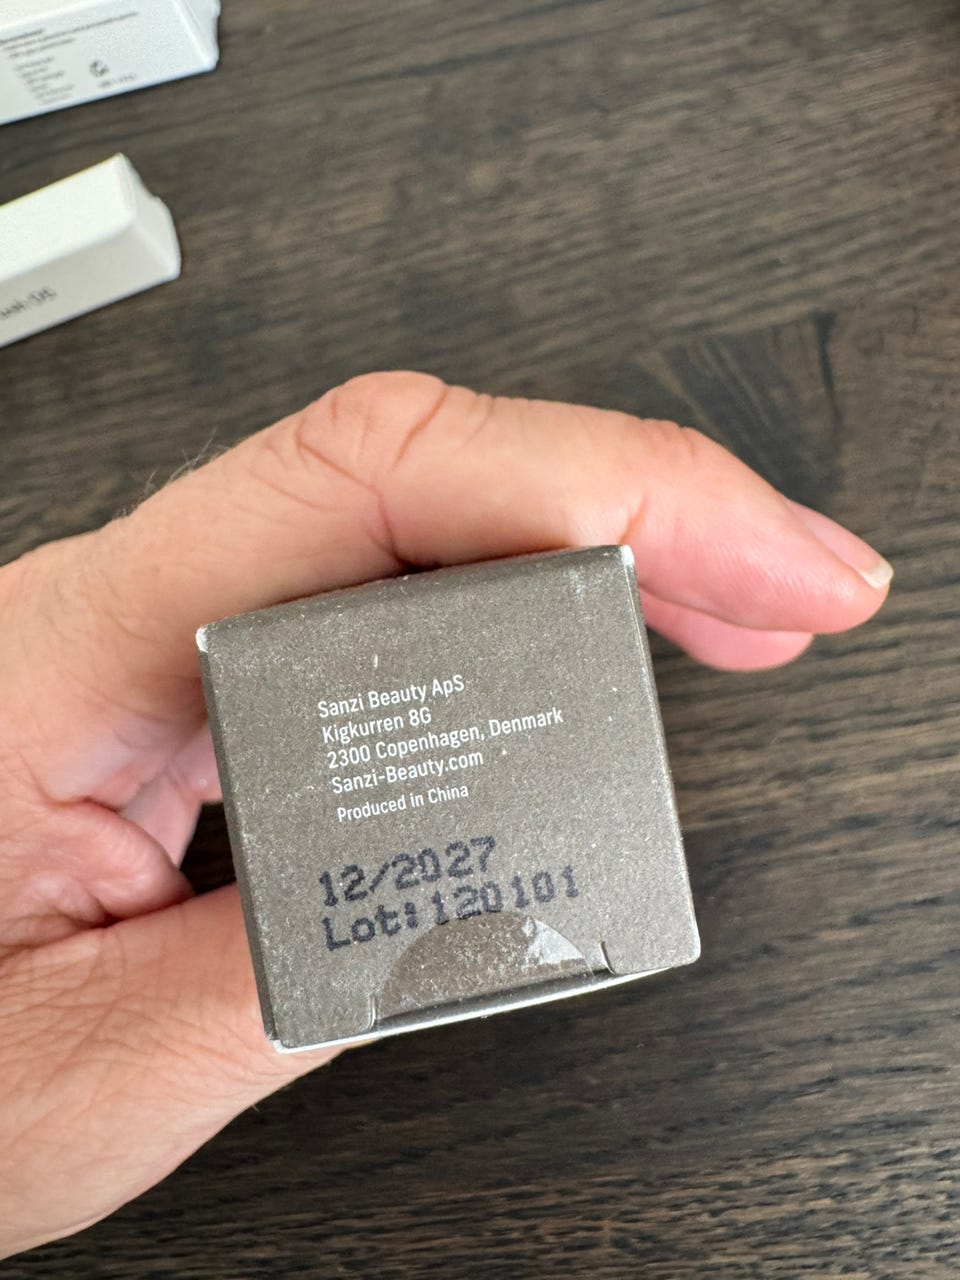 Sanzi Beauty ApS
Kigkurren 8G
2300 Copenhagen, Denmark
Sanzi-Beauty.com
Produced in China
12/2027
Lot:120101